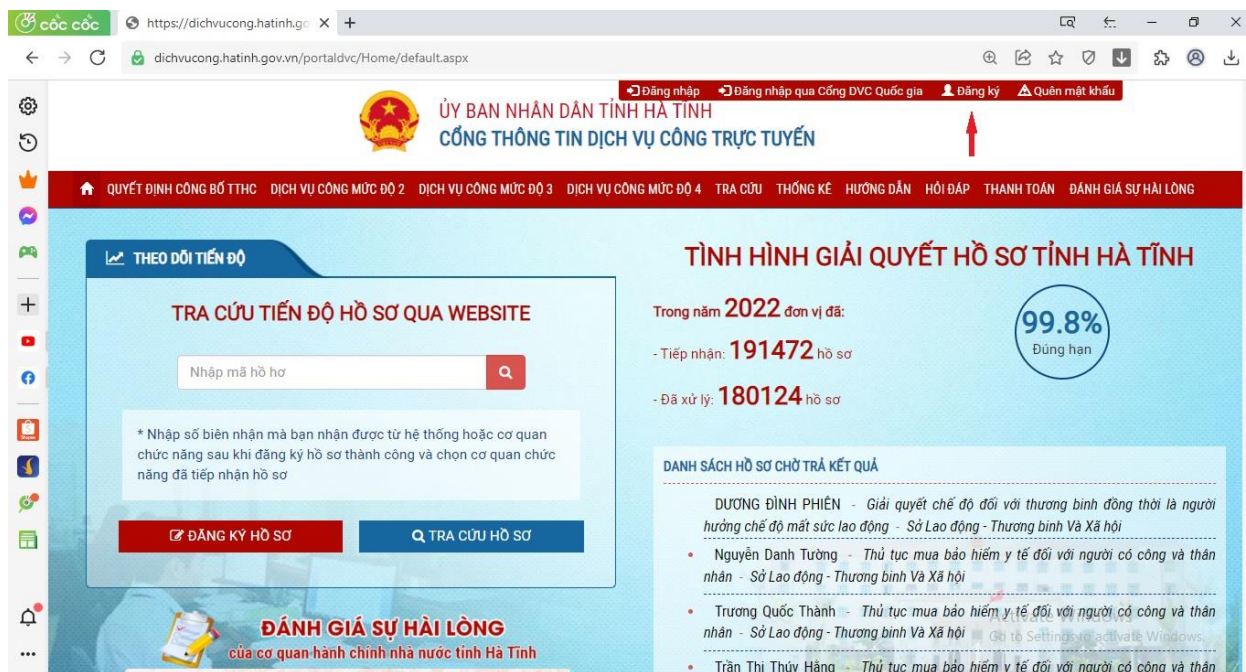 cốc cốc
https://dichvucong.hatinh.go
dichvucong.hatinh.gov.vn/portaldvc/Home/default.aspx
Đăng nhập Đăng nhập qua Cổng DVC Quốc gia Đăng ký Quên mật khẩu
ỦY BAN NHÂN DÂN TỈNH HÀ TĨNH
CỔNG THÔNG TIN DỊCH VỤ CÔNG TRỰC TUYẾN
QUYẾT ĐỊNH CÔNG BỐ TTHC DỊCH VỤ CÔNG MỨC ĐỘ 2 DỊCH VỤ CÔNG MỨC ĐỘ 3 DỊCH VỤ CÔNG MỨC ĐỘ 4 TRA CỨU THỐNG KÊ HƯỚNG DẪN HỎI ĐÁP THANH TOÁN ĐÁNH GIÁ SỰ HÀI LÒNG
THEO DÕI TIẾN ĐỘ
TRA CỨU TIẾN ĐỘ HỒ SƠ QUA WEBSITE
Nhập mã hồ hơ
* Nhập số biên nhận mà bạn nhận được từ hệ thống hoặc cơ quan
chức năng sau khi đăng ký hồ sơ thành công và chọn cơ quan chức
năng đã tiếp nhận hồ sơ
ĐĂNG KÝ HỒ SƠ
TRA CỨU HỒ SƠ
ĐÁNH GIÁ SỰ HÀI LÒNG
của cơ quan hành chính nhà nước tỉnh Hà Tĩnh
TÌNH HÌNH GIẢI QUYẾT HỒ SƠ TỈNH HÀ TĨNH
Trong năm 2022 đơn vị đã:
- Tiếp nhận: 191472 hồ sơ
- Đã xử lý: 180124 hồ sơ
99.8%
Đúng hạn
DANH SÁCH HỒ SƠ CHỜ TRẢ KẾT QUẢ
DƯƠNG ĐÌNH PHIÊN - Giải quyết chế độ đối với thương binh đồng thời là người
hưởng chế độ mất sức lao động - Sở Lao động - Thương binh Và Xã hội
Nguyễn Danh Tường - Thủ tục mua bảo hiểm y tế đối với người có công và thân
nhân - Sở Lao động - Thương binh Và Xã hội
Trương Quốc Thành - Thủ tục mua bảo hiểm y tế đối với người có công và thân
nhân - Sở Lao động - Thương binh Và Xã hội
Trần Thị Thúy Hằng - Thủ tục mua bảo hiểm y tế đối với người có công và thân
Activate Windows
Go to Settings to activate Windows.